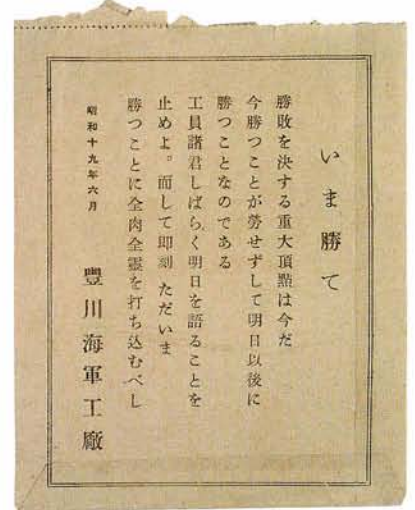 いま勝て
勝敗を決する重大頂點は今だ
今勝つことが勞せずして明日以後に
勝つことなのである
工員諸君しばらく明日を語ることを
止めよ。而して即刻 ただいま
勝つことに全肉全靈を打ち込むべし
昭和十九年六月
豐川海軍工廠